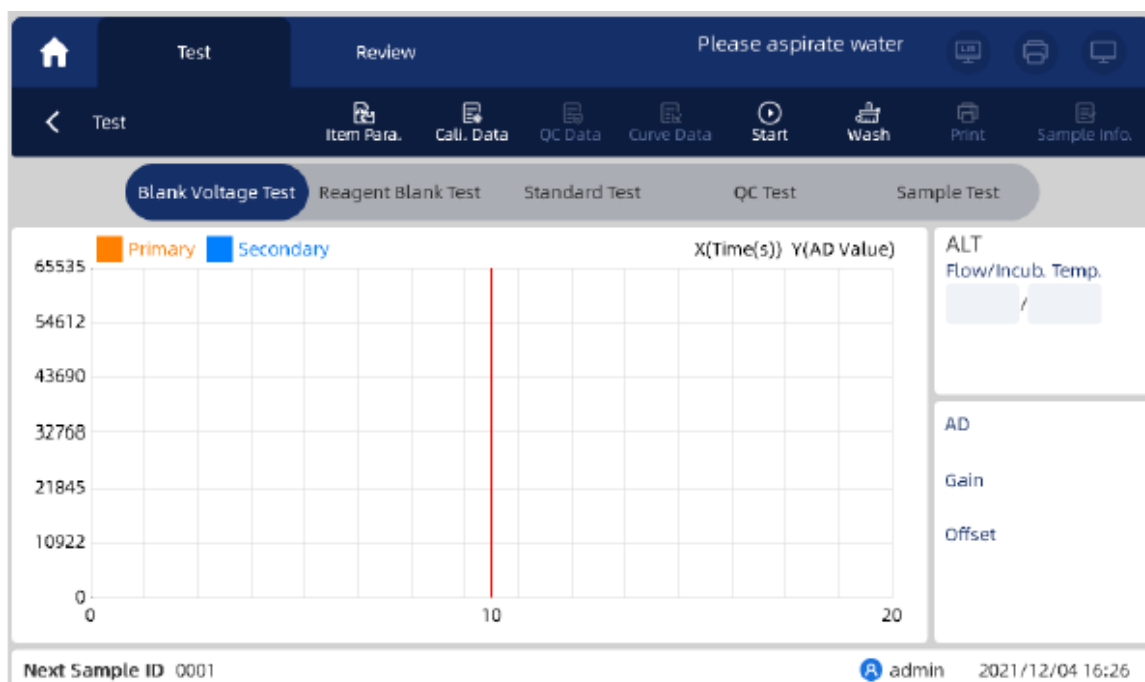 Test Review Please aspirate water LIS
Test Item Para. Cali. Data QC Data Curve Data Start Wash Print Sample Info.
Blank Voltage Test Reagent Blank Test Standard Test QC Test Sample Test
Primary Secondary X(Time(s)) Y(AD Value)
65535
54612
43690
32768
21845
10922
0
0 10 20
ALT
Flow/Incub. Temp.
/
AD
Gain
Offset
Next Sample ID 0001 admin 2021/12/04 16:26